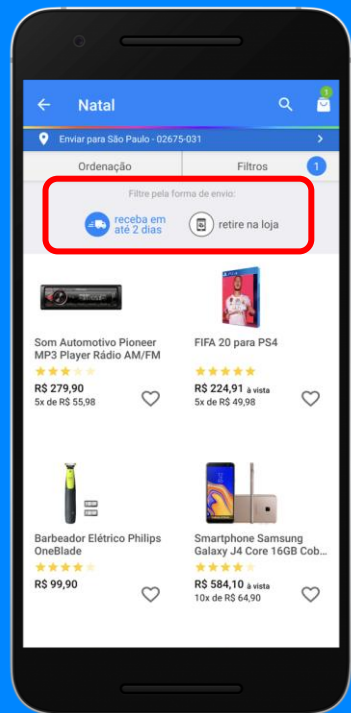 Natal
1
Enviar para São Paulo - 02675-031
Ordenação
Filtros
1
Filtre pela forma de envio:
receba em
até 2 dias
retire na loja
Som Automotivo Pioneer
MP3 Player Rádio AM/FM
R$ 279,90
5x de R$ 55,98
FIFA 20 para PS4
R$ 224,91 à vista
5x de R$ 49,98
Barbeador Elétrico Philips
OneBlade
R$ 99,90
Smartphone Samsung
Galaxy J4 Core 16GB Cob...
R$ 584,10 à vista
10x de R$ 64,90